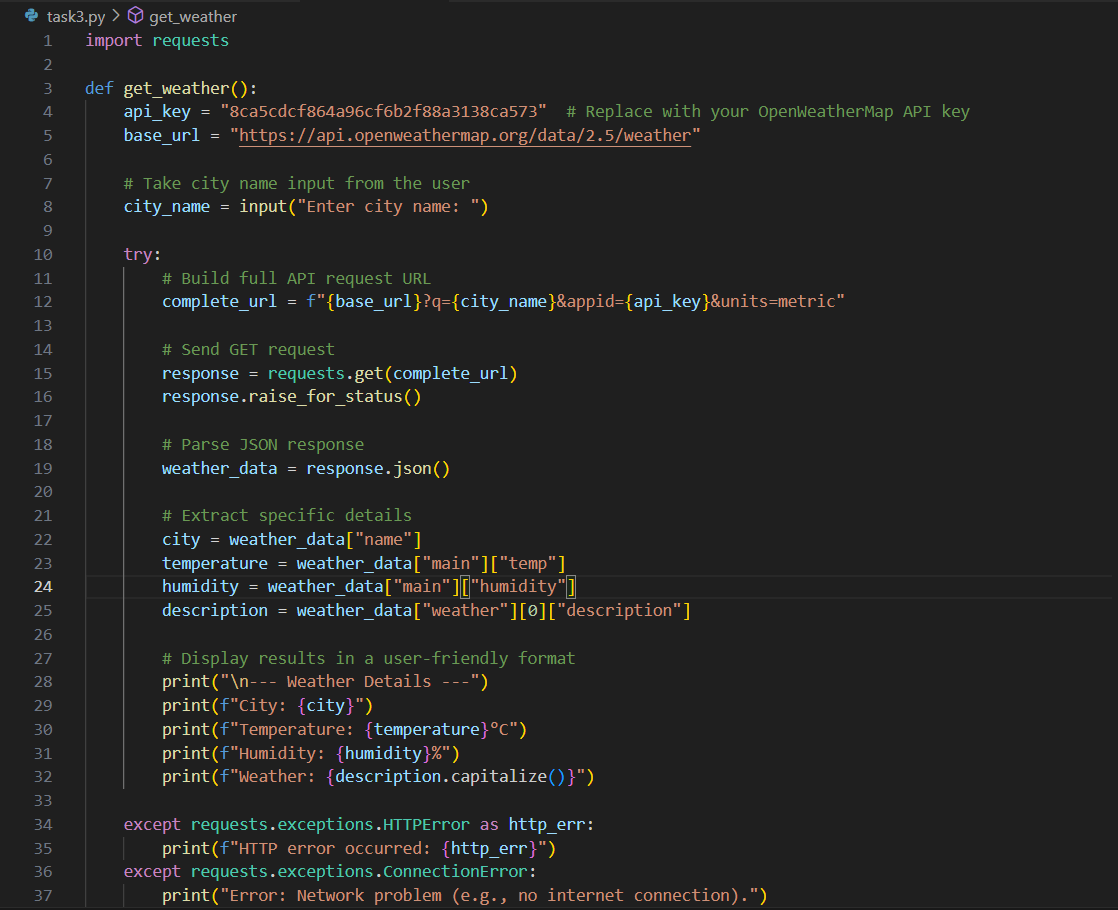 task3.py > get_weather
1 import requests
2
3 def get_weather():
4     api_key = "8ca5cdcf864a96cf6b2f88a3138ca573"  # Replace with your OpenWeatherMap API key
5     base_url = "https://api.openweathermap.org/data/2.5/weather"
6
7     # Take city name input from the user
8     city_name = input("Enter city name: ")
9
10     try:
11         # Build full API request URL
12         complete_url = f"{base_url}?q={city_name}&appid={api_key}&units=metric"
13
14         # Send GET request
15         response = requests.get(complete_url)
16         response.raise_for_status()
17
18         # Parse JSON response
19         weather_data = response.json()
20
21         # Extract specific details
22         city = weather_data["name"]
23         temperature = weather_data["main"]["temp"]
24         humidity = weather_data["main"]["humidity"]
25         description = weather_data["weather"][0]["description"]
26
27         # Display results in a user-friendly format
28         print("\n--- Weather Details ---")
29         print(f"City: {city}")
30         print(f"Temperature: {temperature}°C")
31         print(f"Humidity: {humidity}%")
32         print(f"Weather: {description.capitalize()}")
33
34     except requests.exceptions.HTTPError as http_err:
35         print(f"HTTP error occurred: {http_err}")
36     except requests.exceptions.ConnectionError:
37         print("Error: Network problem (e.g., no internet connection).")